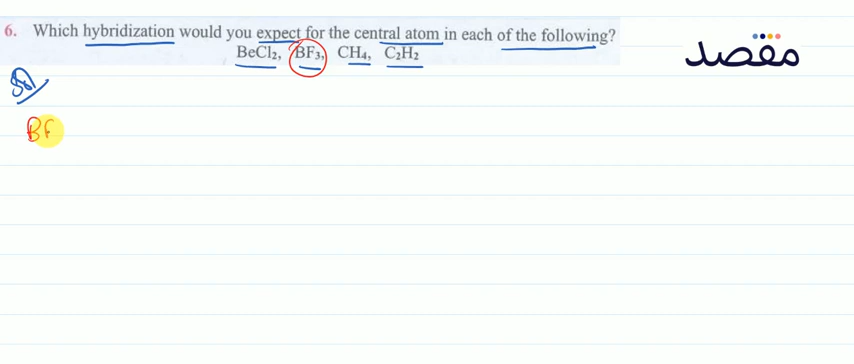 6. Which hybridization would you expect for the central atom in each of the following?
BeCl₂, BF₃, CH₄, C₂H₂
مقصد
Sol
BF